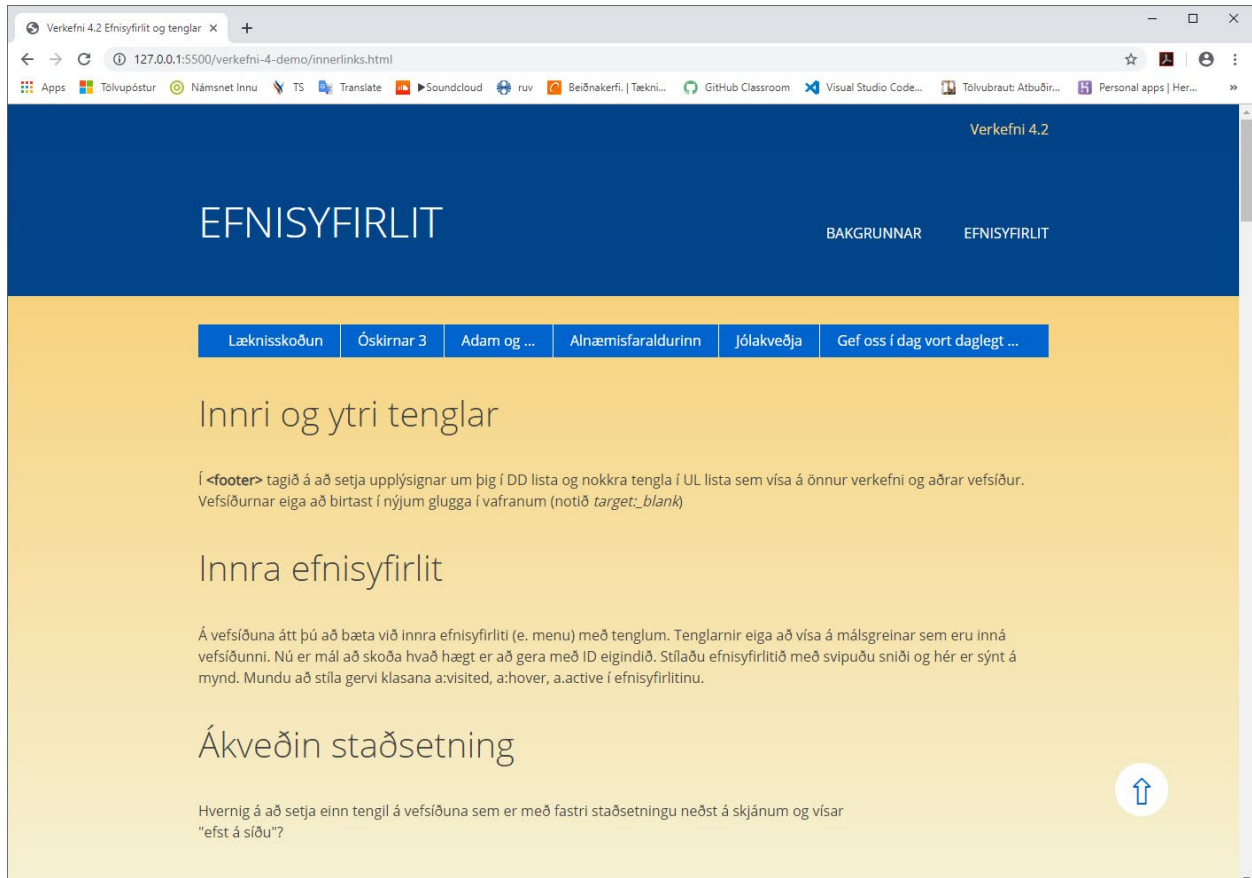 Verkefni 4.2 Efnisyfirlit og tenglar
127.0.0.1:5500/verkefni-4-demo/innerlinks.html
Apps Tölvupóstur Námsnet Innu TS Translate ▶Soundcloud ruv Beiðnakerfi. | Tækni... GitHub Classroom Visual Studio Code... Tölvubraut: Atbuðir... Personal apps | Her... »
Verkefni 4.2
EFNISYFIRLIT
BAKGRUNNAR EFNISYFIRLIT
Læknisskoðun Óskirnar 3 Adam og ... Alnæmisfaraldurinn Jólakveðja Gef oss í dag vort daglegt ...
Innri og ytri tenglar
Í <footer> tagið á að setja upplýsignar um þig í DD lista og nokkra tengla í UL lista sem vísa á önnur verkefni og aðrar vefsíður.
Vefsíðurnar eiga að birtast í nýjum glugga í vafranum (notið target:_blank)
Innra efnisyfirlit
Á vefsíðuna átt þú að bæta við innra efnisyfirliti (e. menu) með tenglum. Tenglarnir eiga að vísa á málsgreinar sem eru inná
vefsíðunni. Nú er mál að skoða hvað hægt er að gera með ID eigindið. Stílaðu efnisyfirlitið með svipuðu sniði og hér er sýnt á
mynd. Mundu að stíla gervi klasana a:visited, a:hover, a.active í efnisyfirlitinu.
Ákveðin staðsetning
Hvernig á að setja einn tengil á vefsíðuna sem er með fastri staðsetningu neðst á skjánum og vísar
"efst á síðu"?